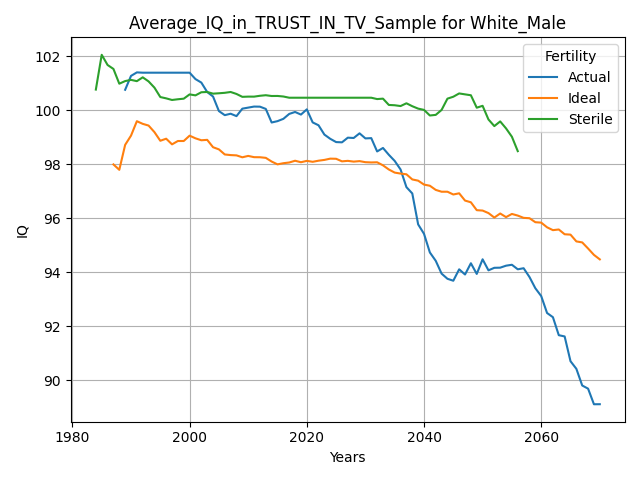 Average_IQ_in_TRUST_IN_TV_Sample for White_Male
Fertility
Actual
Ideal
Sterile
IQ
102
100
98
96
94
92
90
1980
2000
2020
2040
2060
Years